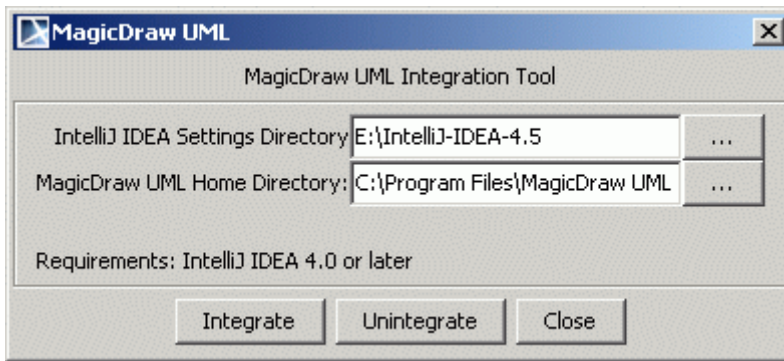 MagicDraw UML
MagicDraw UML Integration Tool
IntelliJ IDEA Settings Directory E:\IntelliJ-IDEA-4.5 ...
MagicDraw UML Home Directory: C:\Program Files\MagicDraw UML ...
Requirements: IntelliJ IDEA 4.0 or later
Integrate Unintegrate Close